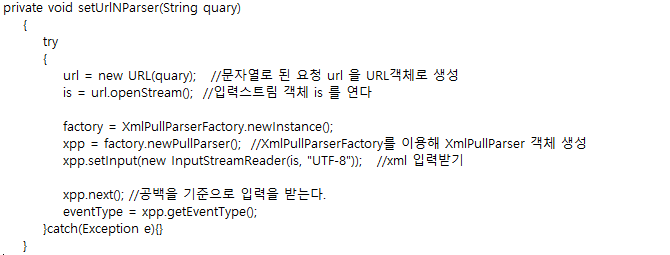 private void setUrlNParser(String quary)
{
try
{
url = new URL(quary);   //문자열로 된 요청 url 을 URL객체로 생성
is = url.openStream();  //입력스트림 객체 is 를 연다
factory = XmlPullParserFactory.newInstance();
xpp = factory.newPullParser();  //XmlPullParserFactory를 이용해 XmlPullParser 객체 생성
xpp.setInput(new InputStreamReader(is, "UTF-8"));   //xml 입력받기
xpp.next(); //공백을 기준으로 입력을 받는다.
eventType = xpp.getEventType();
}catch(Exception e){}
}